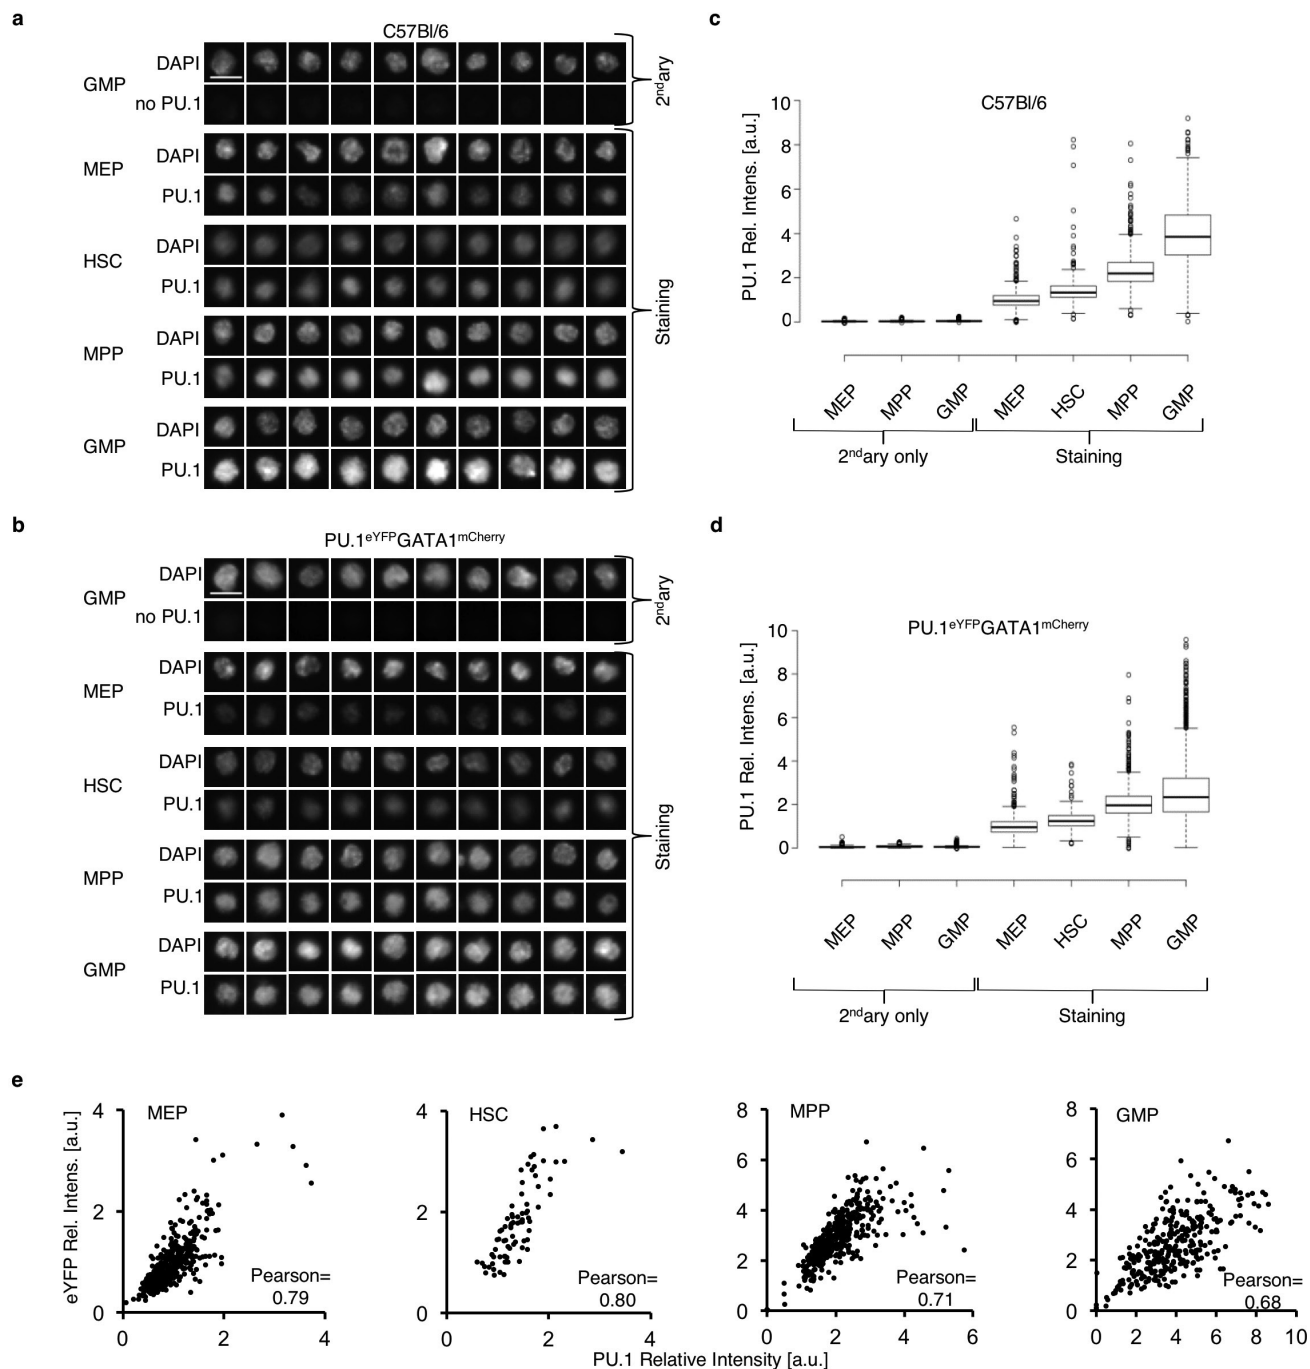 a
C57Bl/6
GMP
DAPI
no PU.1
2ndary
MEP
DAPI
PU.1
HSC
DAPI
PU.1
MPP
DAPI
PU.1
GMP
DAPI
PU.1
Staining
b
PU.1eYFPGATA1mCherry
GMP
DAPI
no PU.1
2ndary
MEP
DAPI
PU.1
HSC
DAPI
PU.1
MPP
DAPI
PU.1
GMP
DAPI
PU.1
Staining
c
C57Bl/6
PU.1 Rel. Intens. [a.u.]
10
8
6
4
2
0
MEP MPP GMP MEP HSC MPP GMP
2ndary only Staining
d
PU.1eYFPGATA1mCherry
PU.1 Rel. Intens. [a.u.]
10
8
6
4
2
0
MEP MPP GMP MEP HSC MPP GMP
2ndary only Staining
e
eYFP Rel. Intens. [a.u.]
MEP
4
2
0
0 2 4
Pearson=
0.79
HSC
4
2
0
0 2 4
Pearson=
0.80
MPP
8
6
4
2
0
0 2 4 6
Pearson=
0.71
GMP
8
6
4
2
0
0 2 4 6 8 10
Pearson=
0.68
PU.1 Relative Intensity [a.u.]